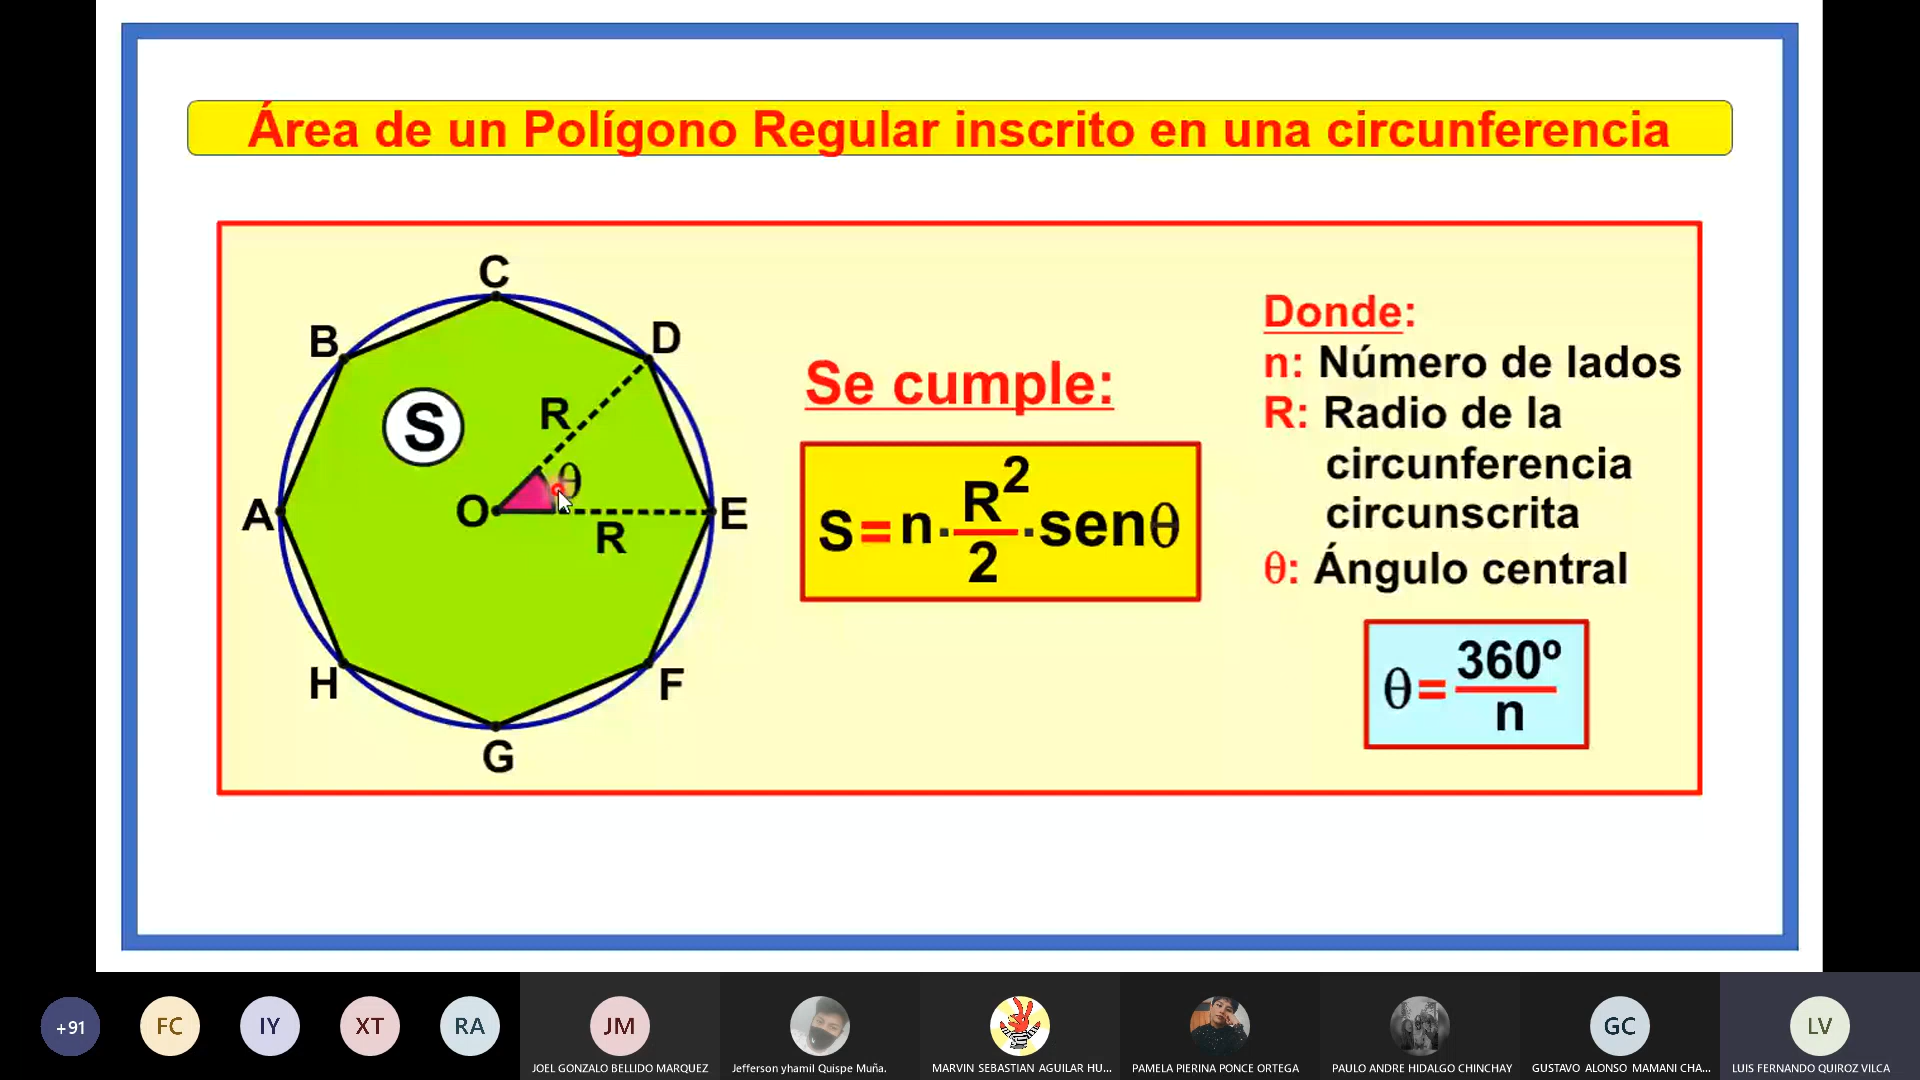 Área de un Polígono Regular inscrito en una circunferencia
C
B
D
S
R
θ
A
O
E
R
H
F
G
Se cumple:
S=n·R²/2·senθ
Donde:
n: Número de lados
R: Radio de la
circunferencia
circunscrita
θ: Ángulo central
θ=360º/n
+91
FC
IY
XT
RA
JM
GC
LV
JOEL GONZALO BELLIDO MARQUEZ
Jefferson yhamil Quispe Muña.
MARVIN SEBASTIAN AGUILAR HU...
PAMELA PIERINA PONCE ORTEGA
PAULO ANDRE HIDALGO CHINCHAY
GUSTAVO ALONSO MAMANI CHA...
LUIS FERNANDO QUIROZ VILCA